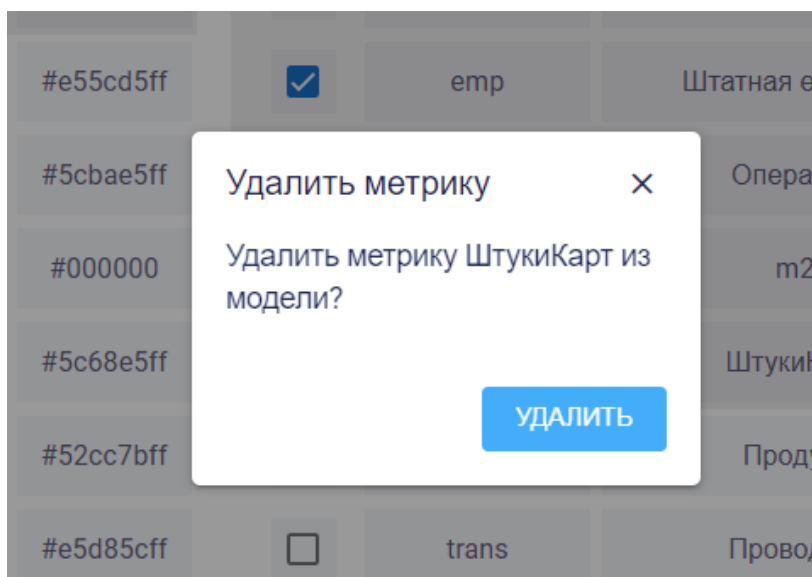 #e55cd5ff emp Штатная е
#5cbae5ff Опера
#000000 m2
#5c68e5ff Штуки
#52cc7bff Проду
#e5d85cff trans Провод
Удалить метрику
Удалить метрику ШтукиКарт из
модели?
УДАЛИТЬ